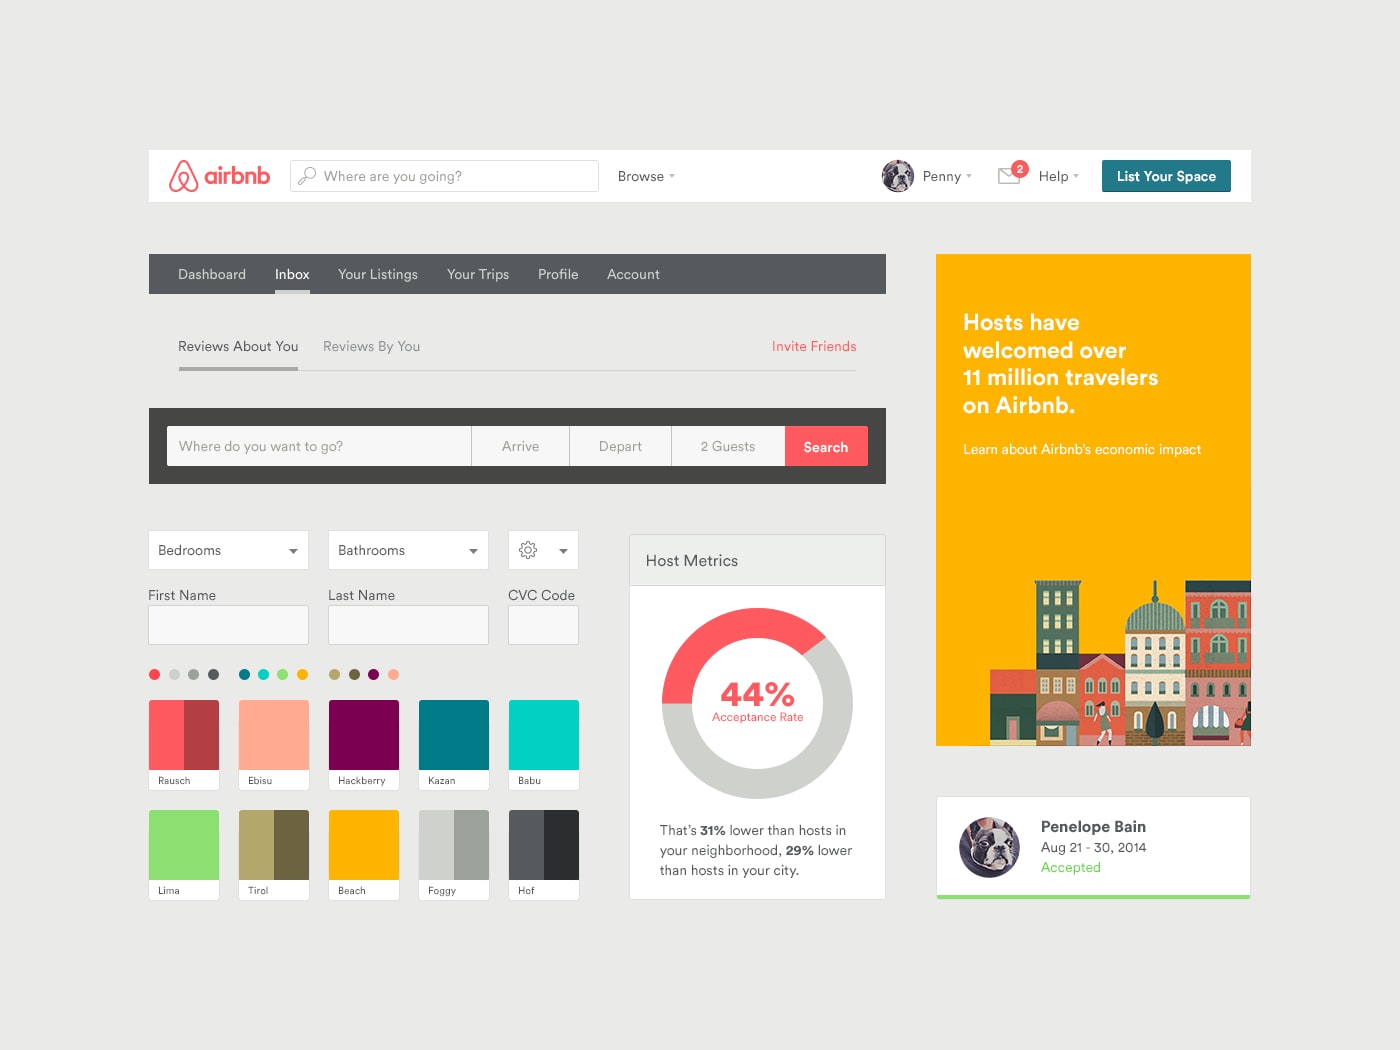 airbnb
Where are you going?
Browse
Penny
2
Help
List Your Space
Dashboard
Inbox
Your Listings
Your Trips
Profile
Account
Reviews About You
Reviews By You
Invite Friends
Where do you want to go?
Arrive
Depart
2 Guests
Search
Hosts have
welcomed over
11 million travelers
on Airbnb.
Learn about Airbnb's economic impact
Bedrooms
Bathrooms
First Name
Last Name
CVC Code
Rausch
Ebisu
Hackberry
Kazan
Babu
Lima
Tirol
Beach
Foggy
Hof
Host Metrics
44%
Acceptance Rate
That's 31% lower than hosts in
your neighborhood, 29% lower
than hosts in your city.
Penelope Bain
Aug 21 - 30, 2014
Accepted